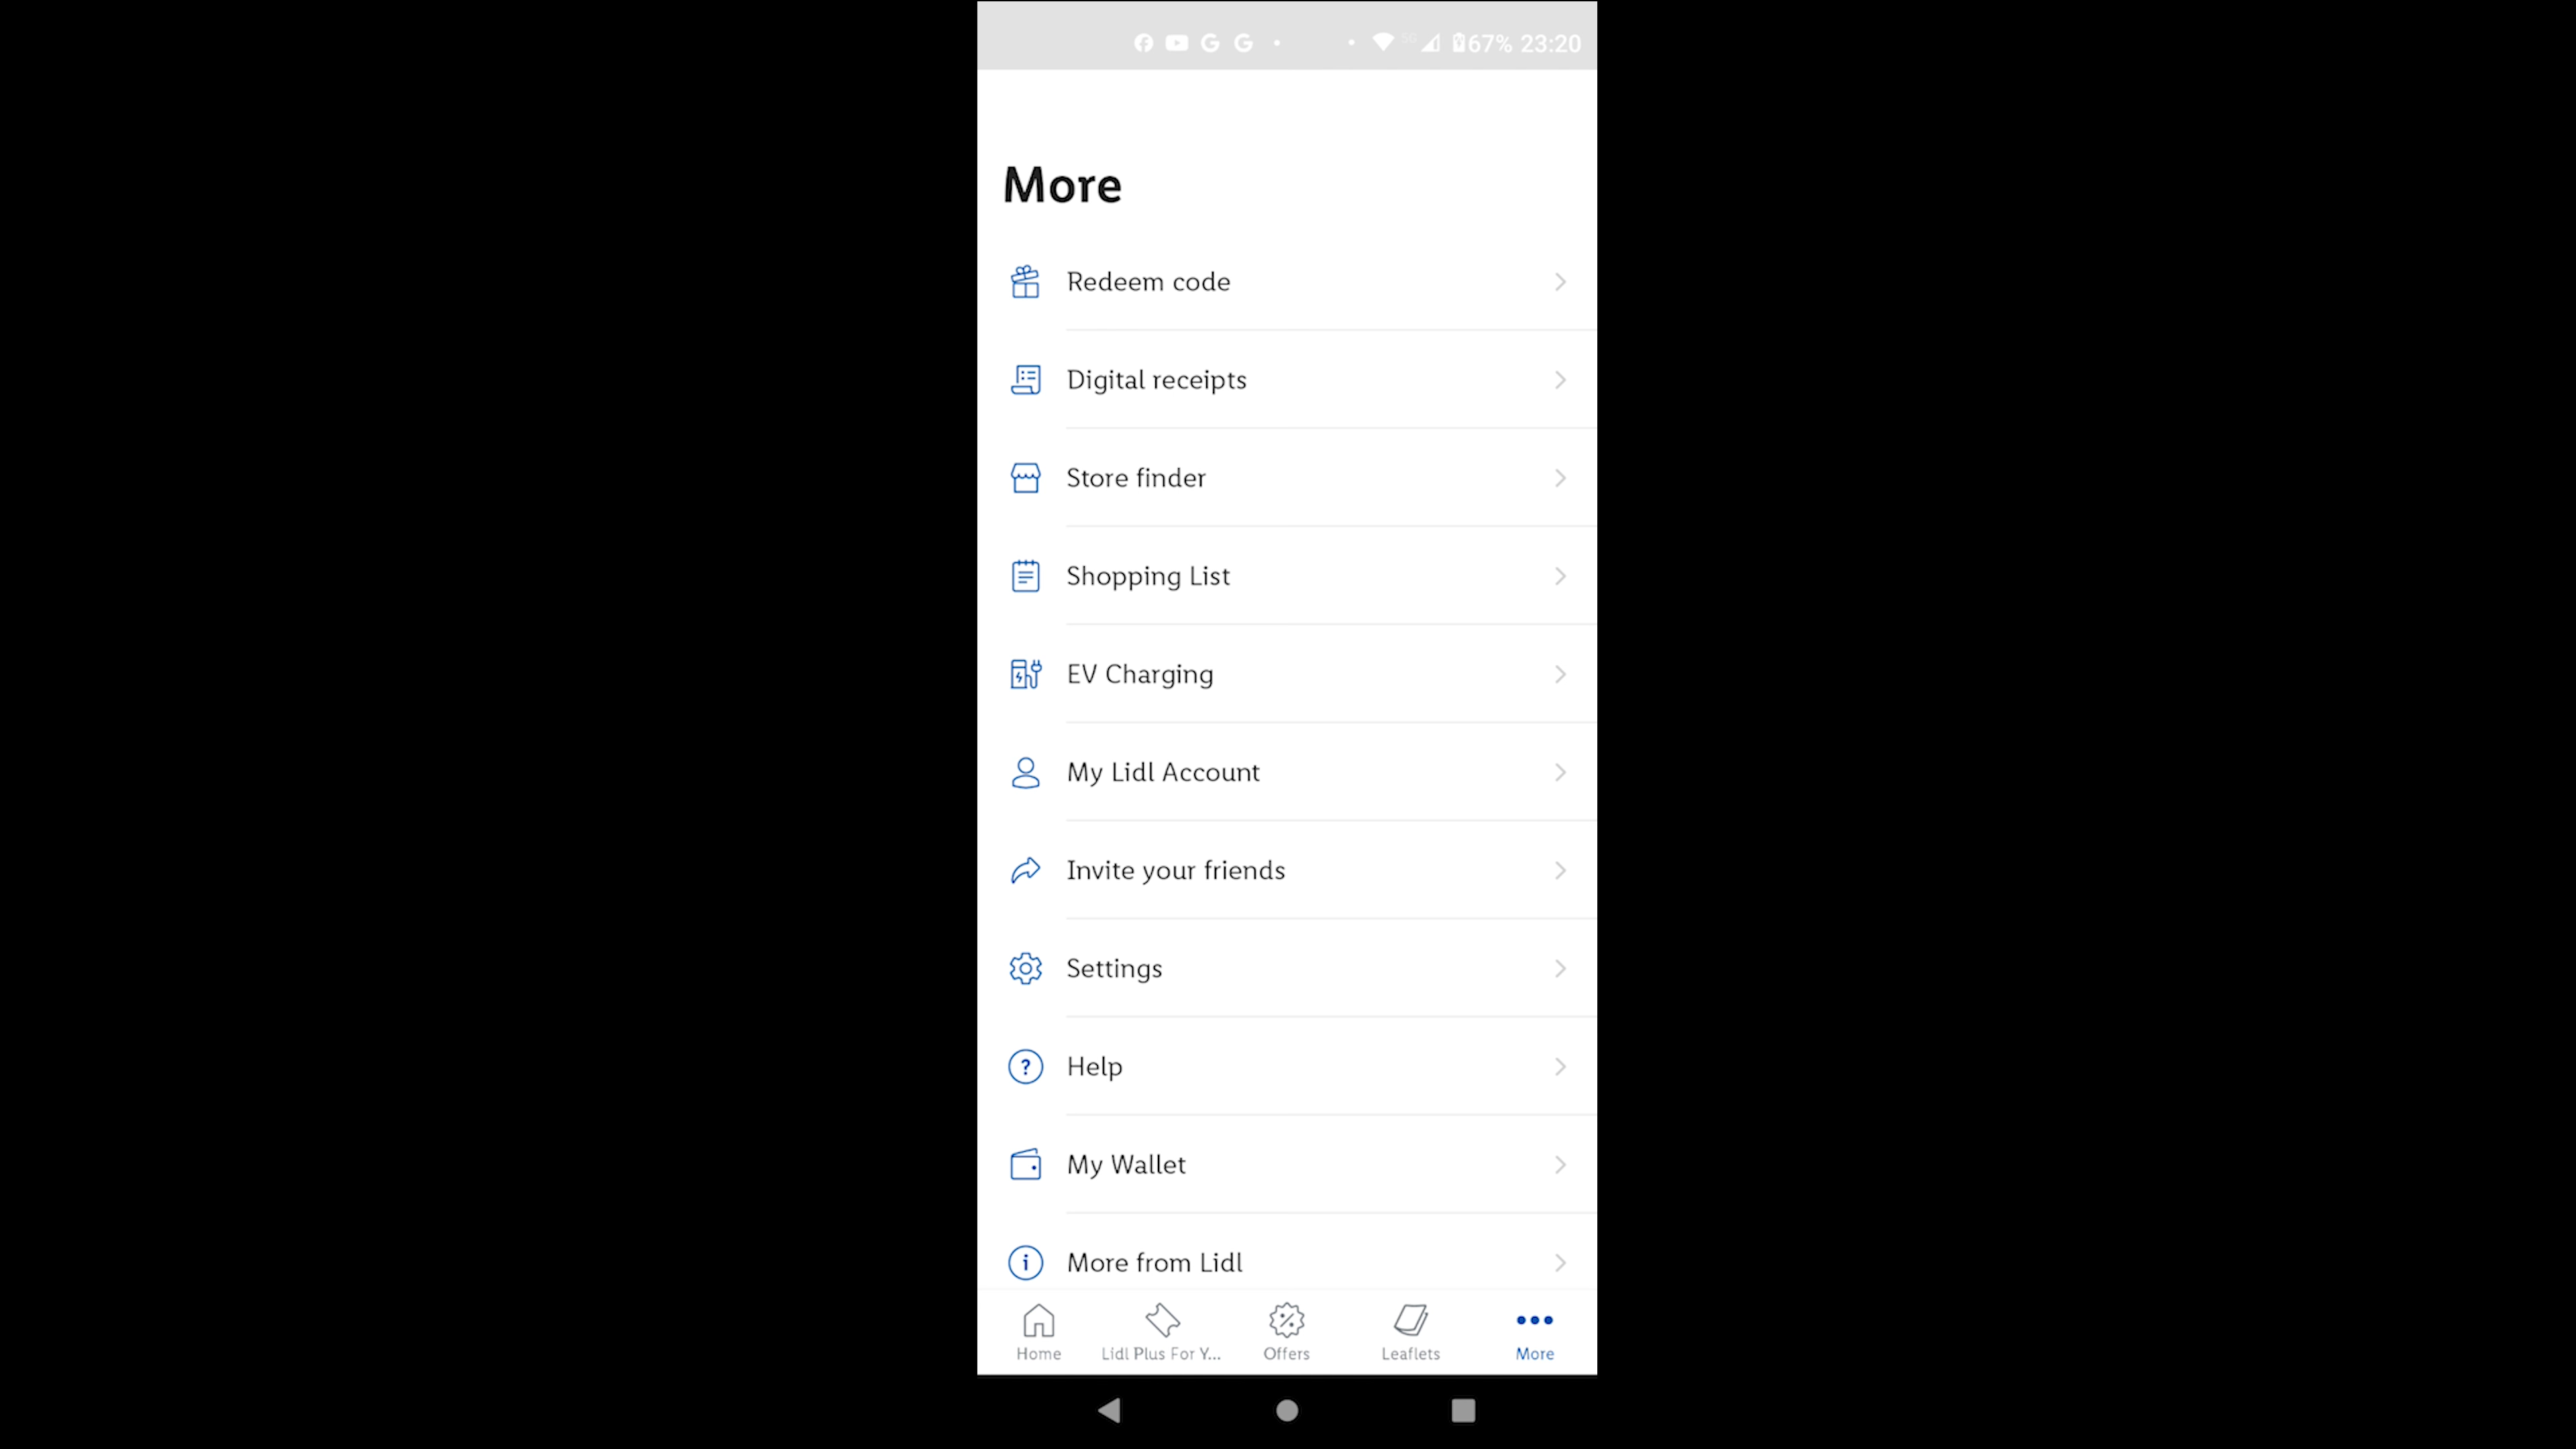 67% 23:20
More
Redeem code
Digital receipts
Store finder
Shopping List
EV Charging
My Lidl Account
Invite your friends
Settings
Help
My Wallet
More from Lidl
Home
Lidl Plus For Y...
Offers
Leaflets
More